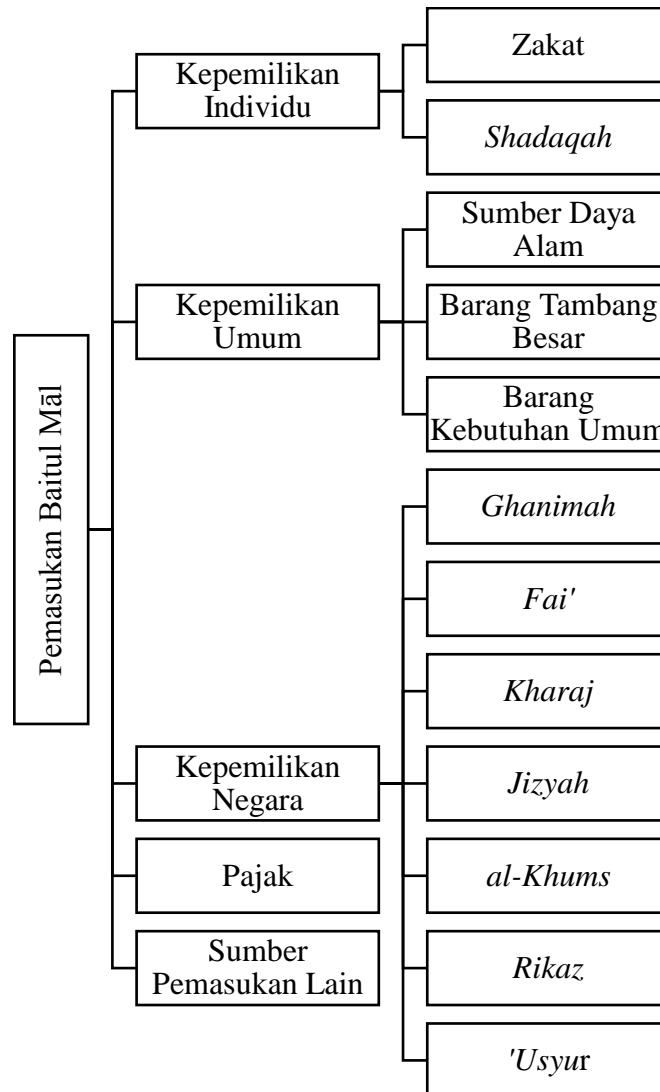 Pemasukan Baitul Māl
Kepemilikan
Individu
Zakat
Shadaqah
Kepemilikan
Umum
Sumber Daya
Alam
Barang Tambang
Besar
Barang
Kebutuhan Umum
Kepemilikan
Negara
Ghanimah
Fai'
Kharaj
Jizyah
al-Khums
Rikaz
'Usyur
Pajak
Sumber
Pemasukan Lain